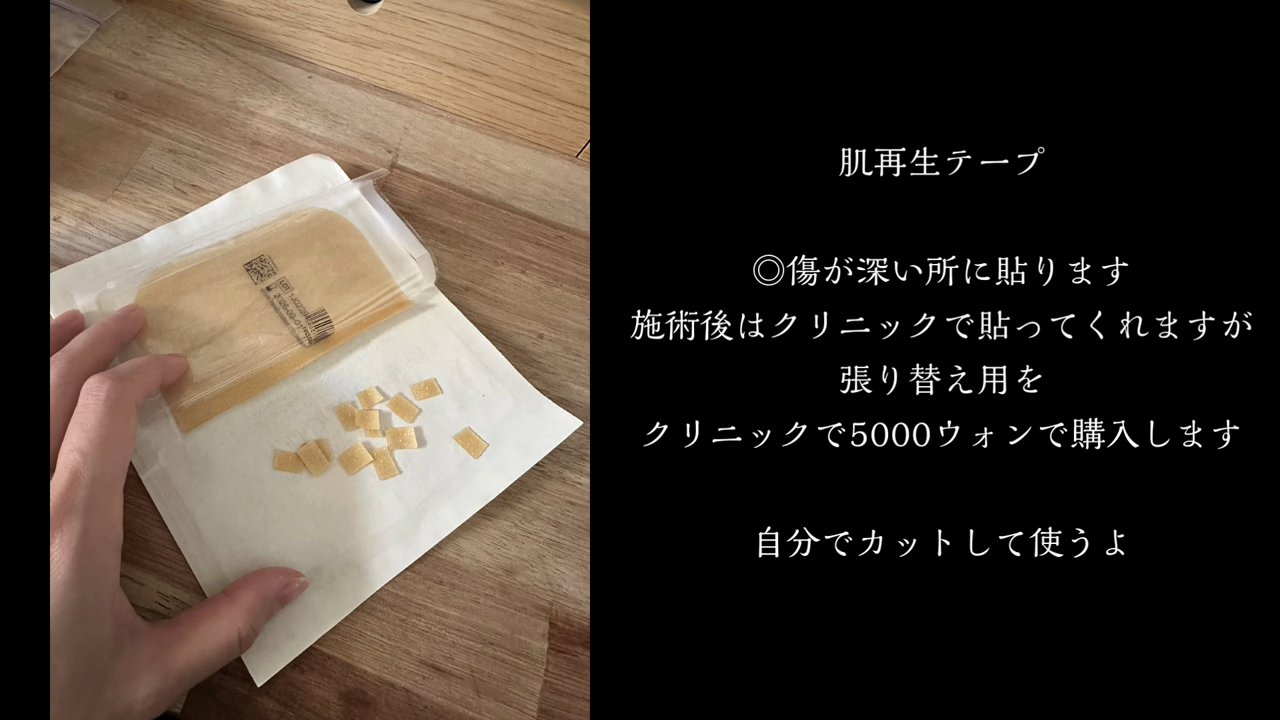 肌再生テープ
◎傷が深い所に貼ります
施術後はクリニックで貼ってくれますが
張り替え用を
クリニックで5000ウォンで購入します
自分でカットして使うよ
LOT